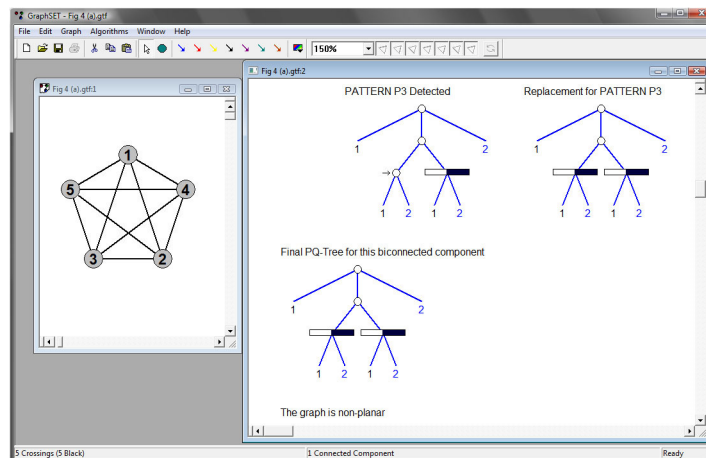 GraphSET - Fig 4 (a).gtf
File Edit Graph Algorithms Window Help
150%
Fig 4 (a).gtf:1
1
5 4
3 2
Fig 4 (a).gtf:2
PATTERN P3 Detected Replacement for PATTERN P3
1 2 1 2
1 2 1 2 1 2 1 2
Final PQ-Tree for this biconnected component
1 2
1 2 1 2
The graph is non-planar
5 Crossings (5 Black) 1 Connected Component Ready